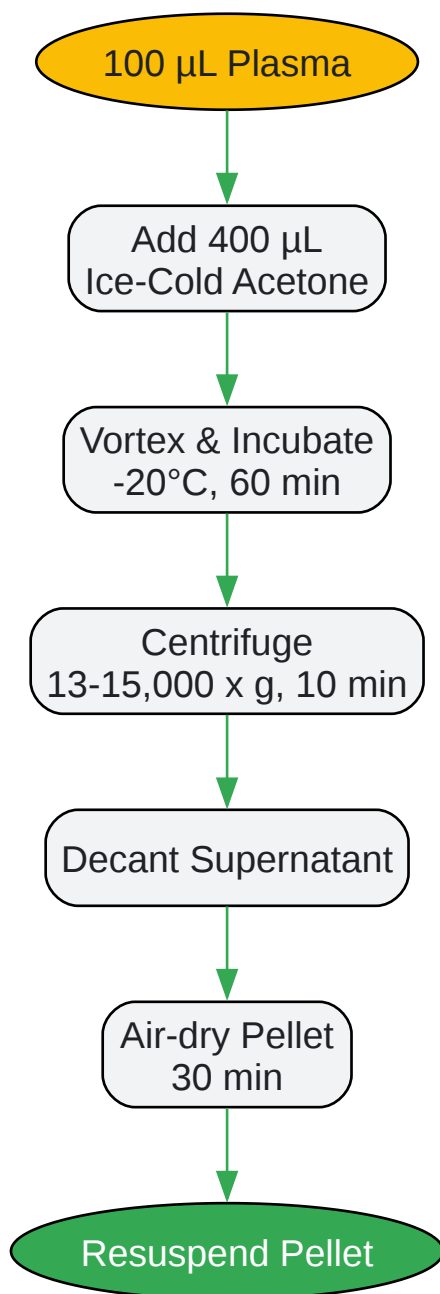 100 µL Plasma
Add 400 µL
Ice-Cold Acetone
Vortex & Incubate
-20°C, 60 min
Centrifuge
13-15,000 x g, 10 min
Decant Supernatant
Air-dry Pellet
30 min
Resuspend Pellet